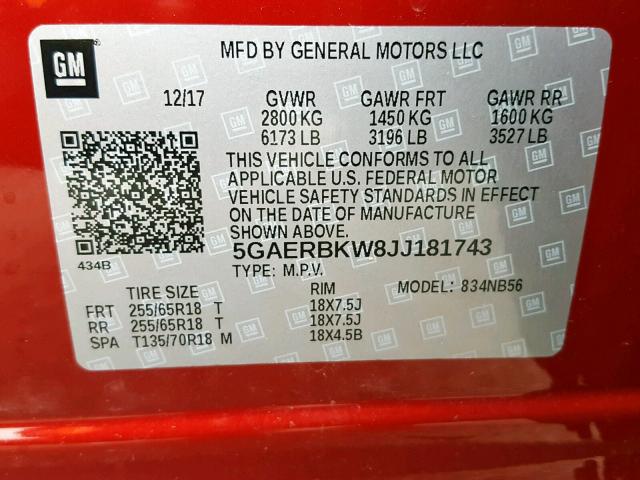 GM
MFD BY GENERAL MOTORS LLC
12/17 GVWR GAWR FRT GAWR RR
2800 KG 1450 KG 1600 KG
6173 LB 3196 LB 3527 LB
THIS VEHICLE CONFORMS TO ALL
APPLICABLE U.S. FEDERAL MOTOR
VEHICLE SAFETY STANDARDS IN EFFECT
ON THE DATE OF MANUFACTURE
SHOWN ABOVE.
434B
5GAERBKW8JJ181743
TYPE: M.P.V. MODEL: 834NB56
TIRE SIZE RIM
FRT 255/65R18 T 18X7.5J
RR 255/65R18 T 18X7.5J
SPA T135/70R18 M 18X4.5B